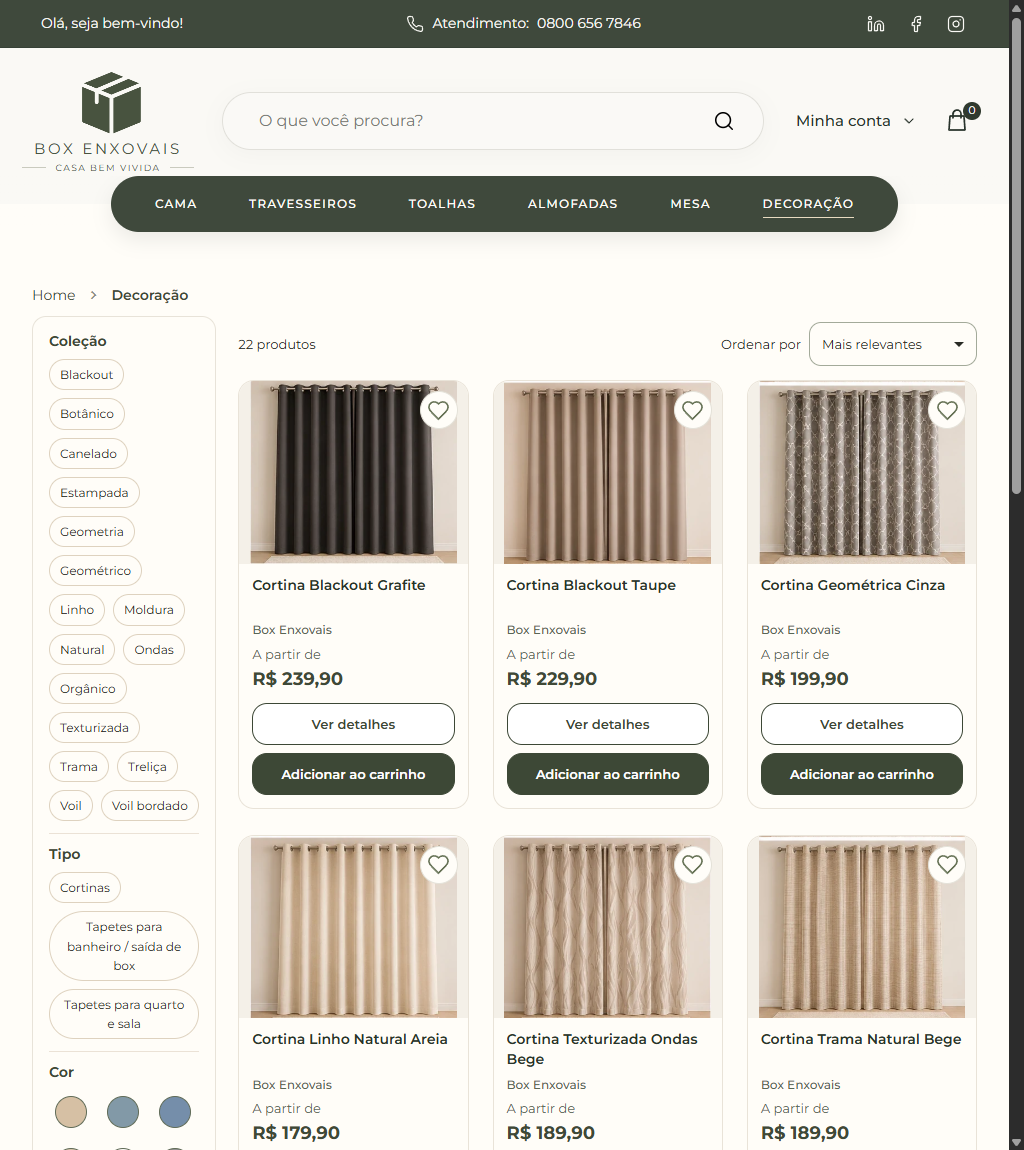 Olá, seja bem-vindo!
Atendimento: 0800 656 7846
BOX ENXOVAIS
CASA BEM VIVIDA
O que você procura?
Minha conta
0
CAMA
TRAVESSEIROS
TOALHAS
ALMOFADAS
MESA
DECORAÇÃO
Home
Decoração
Coleção
Blackout
Botânico
Canelado
Estampada
Geometria
Geométrico
Linho
Moldura
Natural
Ondas
Orgânico
Texturizada
Trama
Treliça
Voil
Voil bordado
Tipo
Cortinas
Tapetes para
banheiro / saída de
box
Tapetes para quarto
e sala
Cor
22 produtos
Ordenar por
Mais relevantes
Cortina Blackout Grafite
Box Enxovais
A partir de
R$ 239,90
Ver detalhes
Adicionar ao carrinho
Cortina Blackout Taupe
Box Enxovais
A partir de
R$ 229,90
Ver detalhes
Adicionar ao carrinho
Cortina Geométrica Cinza
Box Enxovais
A partir de
R$ 199,90
Ver detalhes
Adicionar ao carrinho
Cortina Linho Natural Areia
Box Enxovais
A partir de
R$ 179,90
Cortina Texturizada Ondas
Bege
Box Enxovais
A partir de
R$ 189,90
Cortina Trama Natural Bege
Box Enxovais
A partir de
R$ 189,90